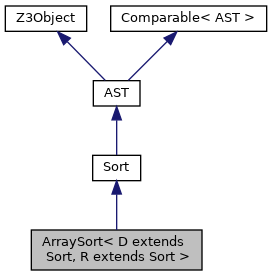 Z3Object
Comparable< AST >
AST
Sort
ArraySort< D extends
Sort, R extends Sort >